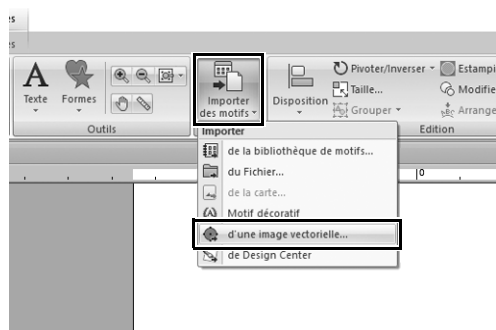 Texte
Formes
Outils
Importer
des motifs
Disposition
Pivoter/Inverser
Taille...
Grouper
Estampi
Modifie
Arrange
Edition
Importer
de la bibliothèque de motifs...
du Fichier...
de la carte...
Motif décoratif
d'une image vectorielle...
de Design Center
0